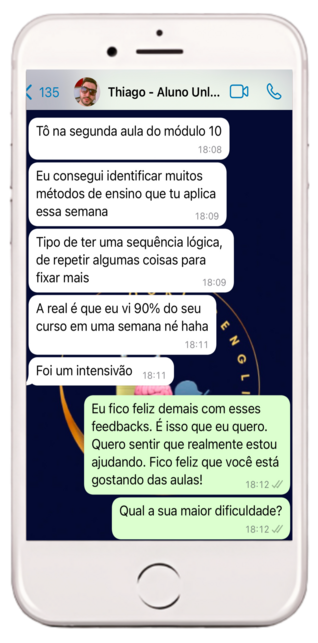 135
Thiago - Aluno Unl...
Tô na segunda aula do módulo 10
18:08
Eu consegui identificar muitos
métodos de ensino que tu aplica
essa semana
18:09
Tipo de ter uma sequência lógica,
de repetir algumas coisas para
fixar mais
18:09
A real é que eu vi 90% do seu
curso em uma semana né haha
18:11
Foi um intensivão
18:11
ENGLI
Eu fico feliz demais com esses
feedbacks. É isso que eu quero.
Quero sentir que realmente estou
ajudando. Fico feliz que você está
gostando das aulas!
18:12
Qual a sua maior dificuldade?
18:12